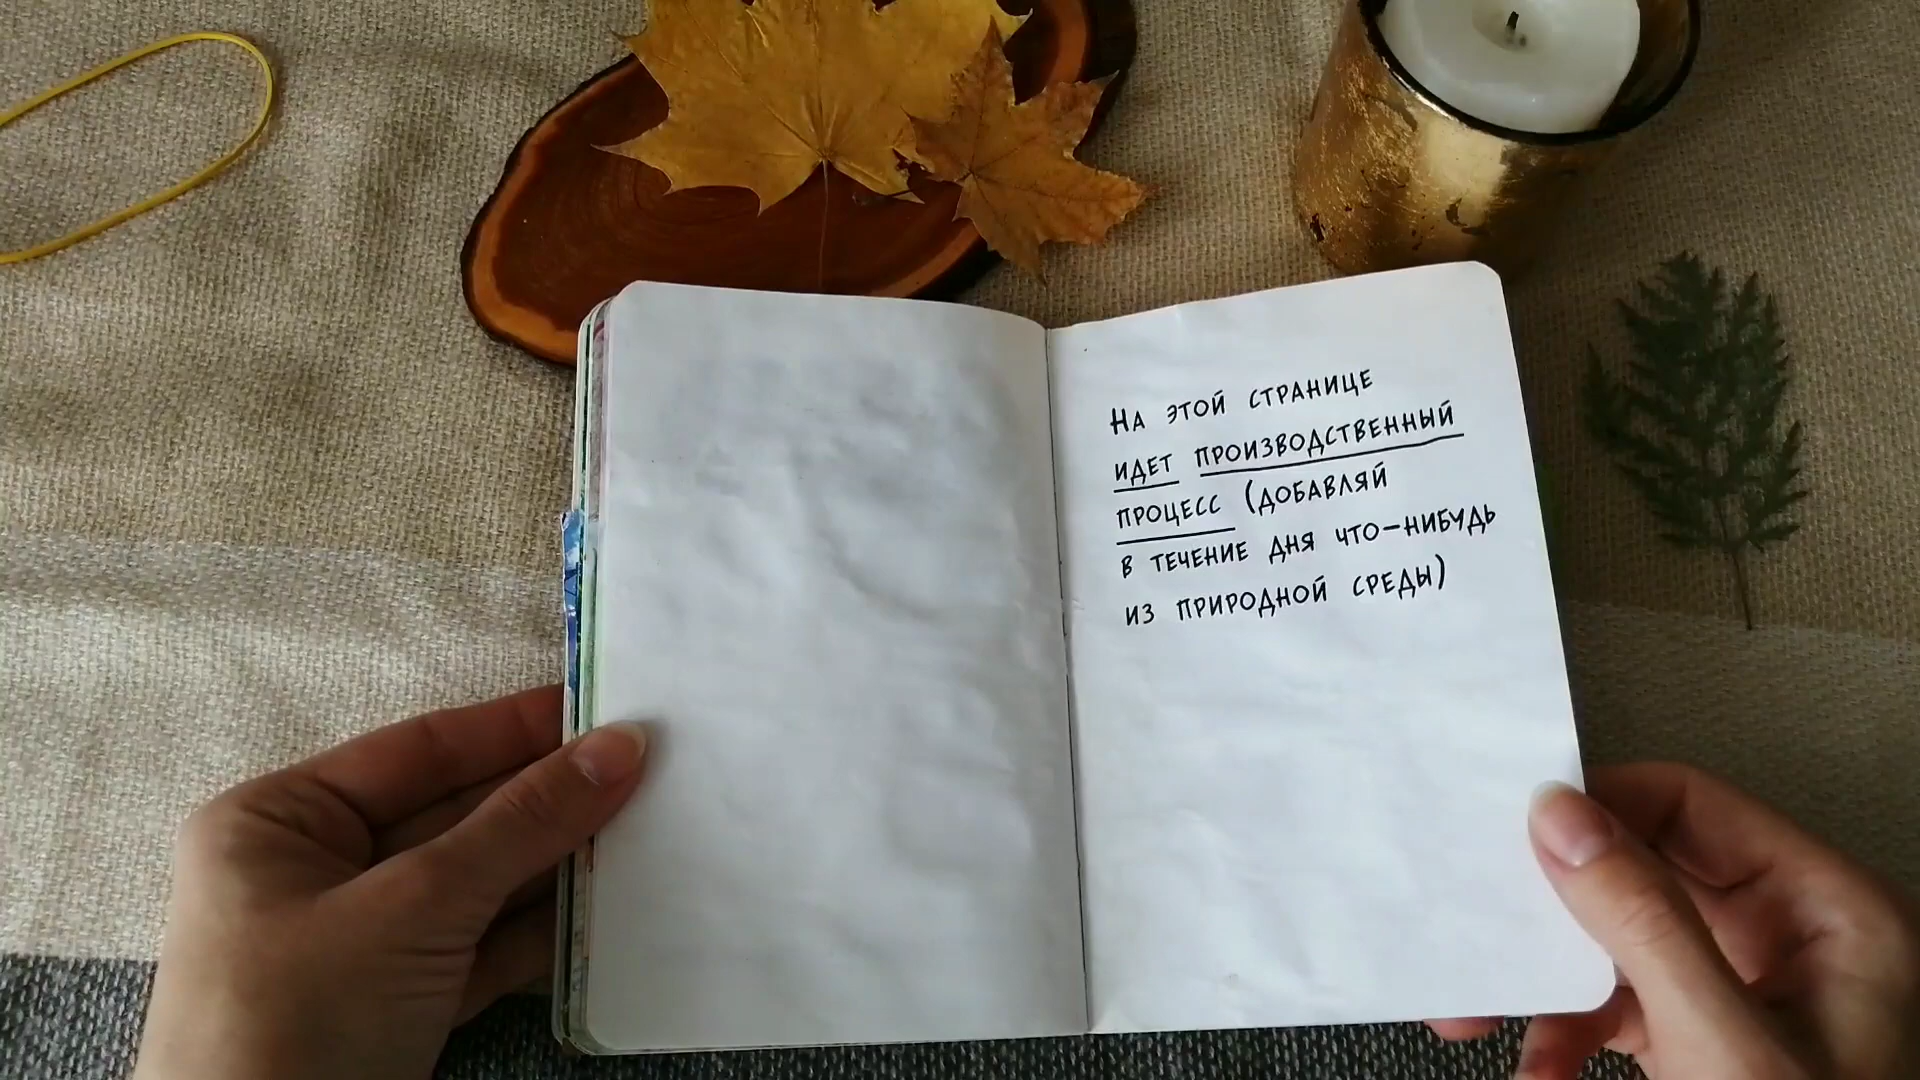 На этой странице
идет производственный
процесс (добавляй
в течение дня что-нибудь
из природной среды)